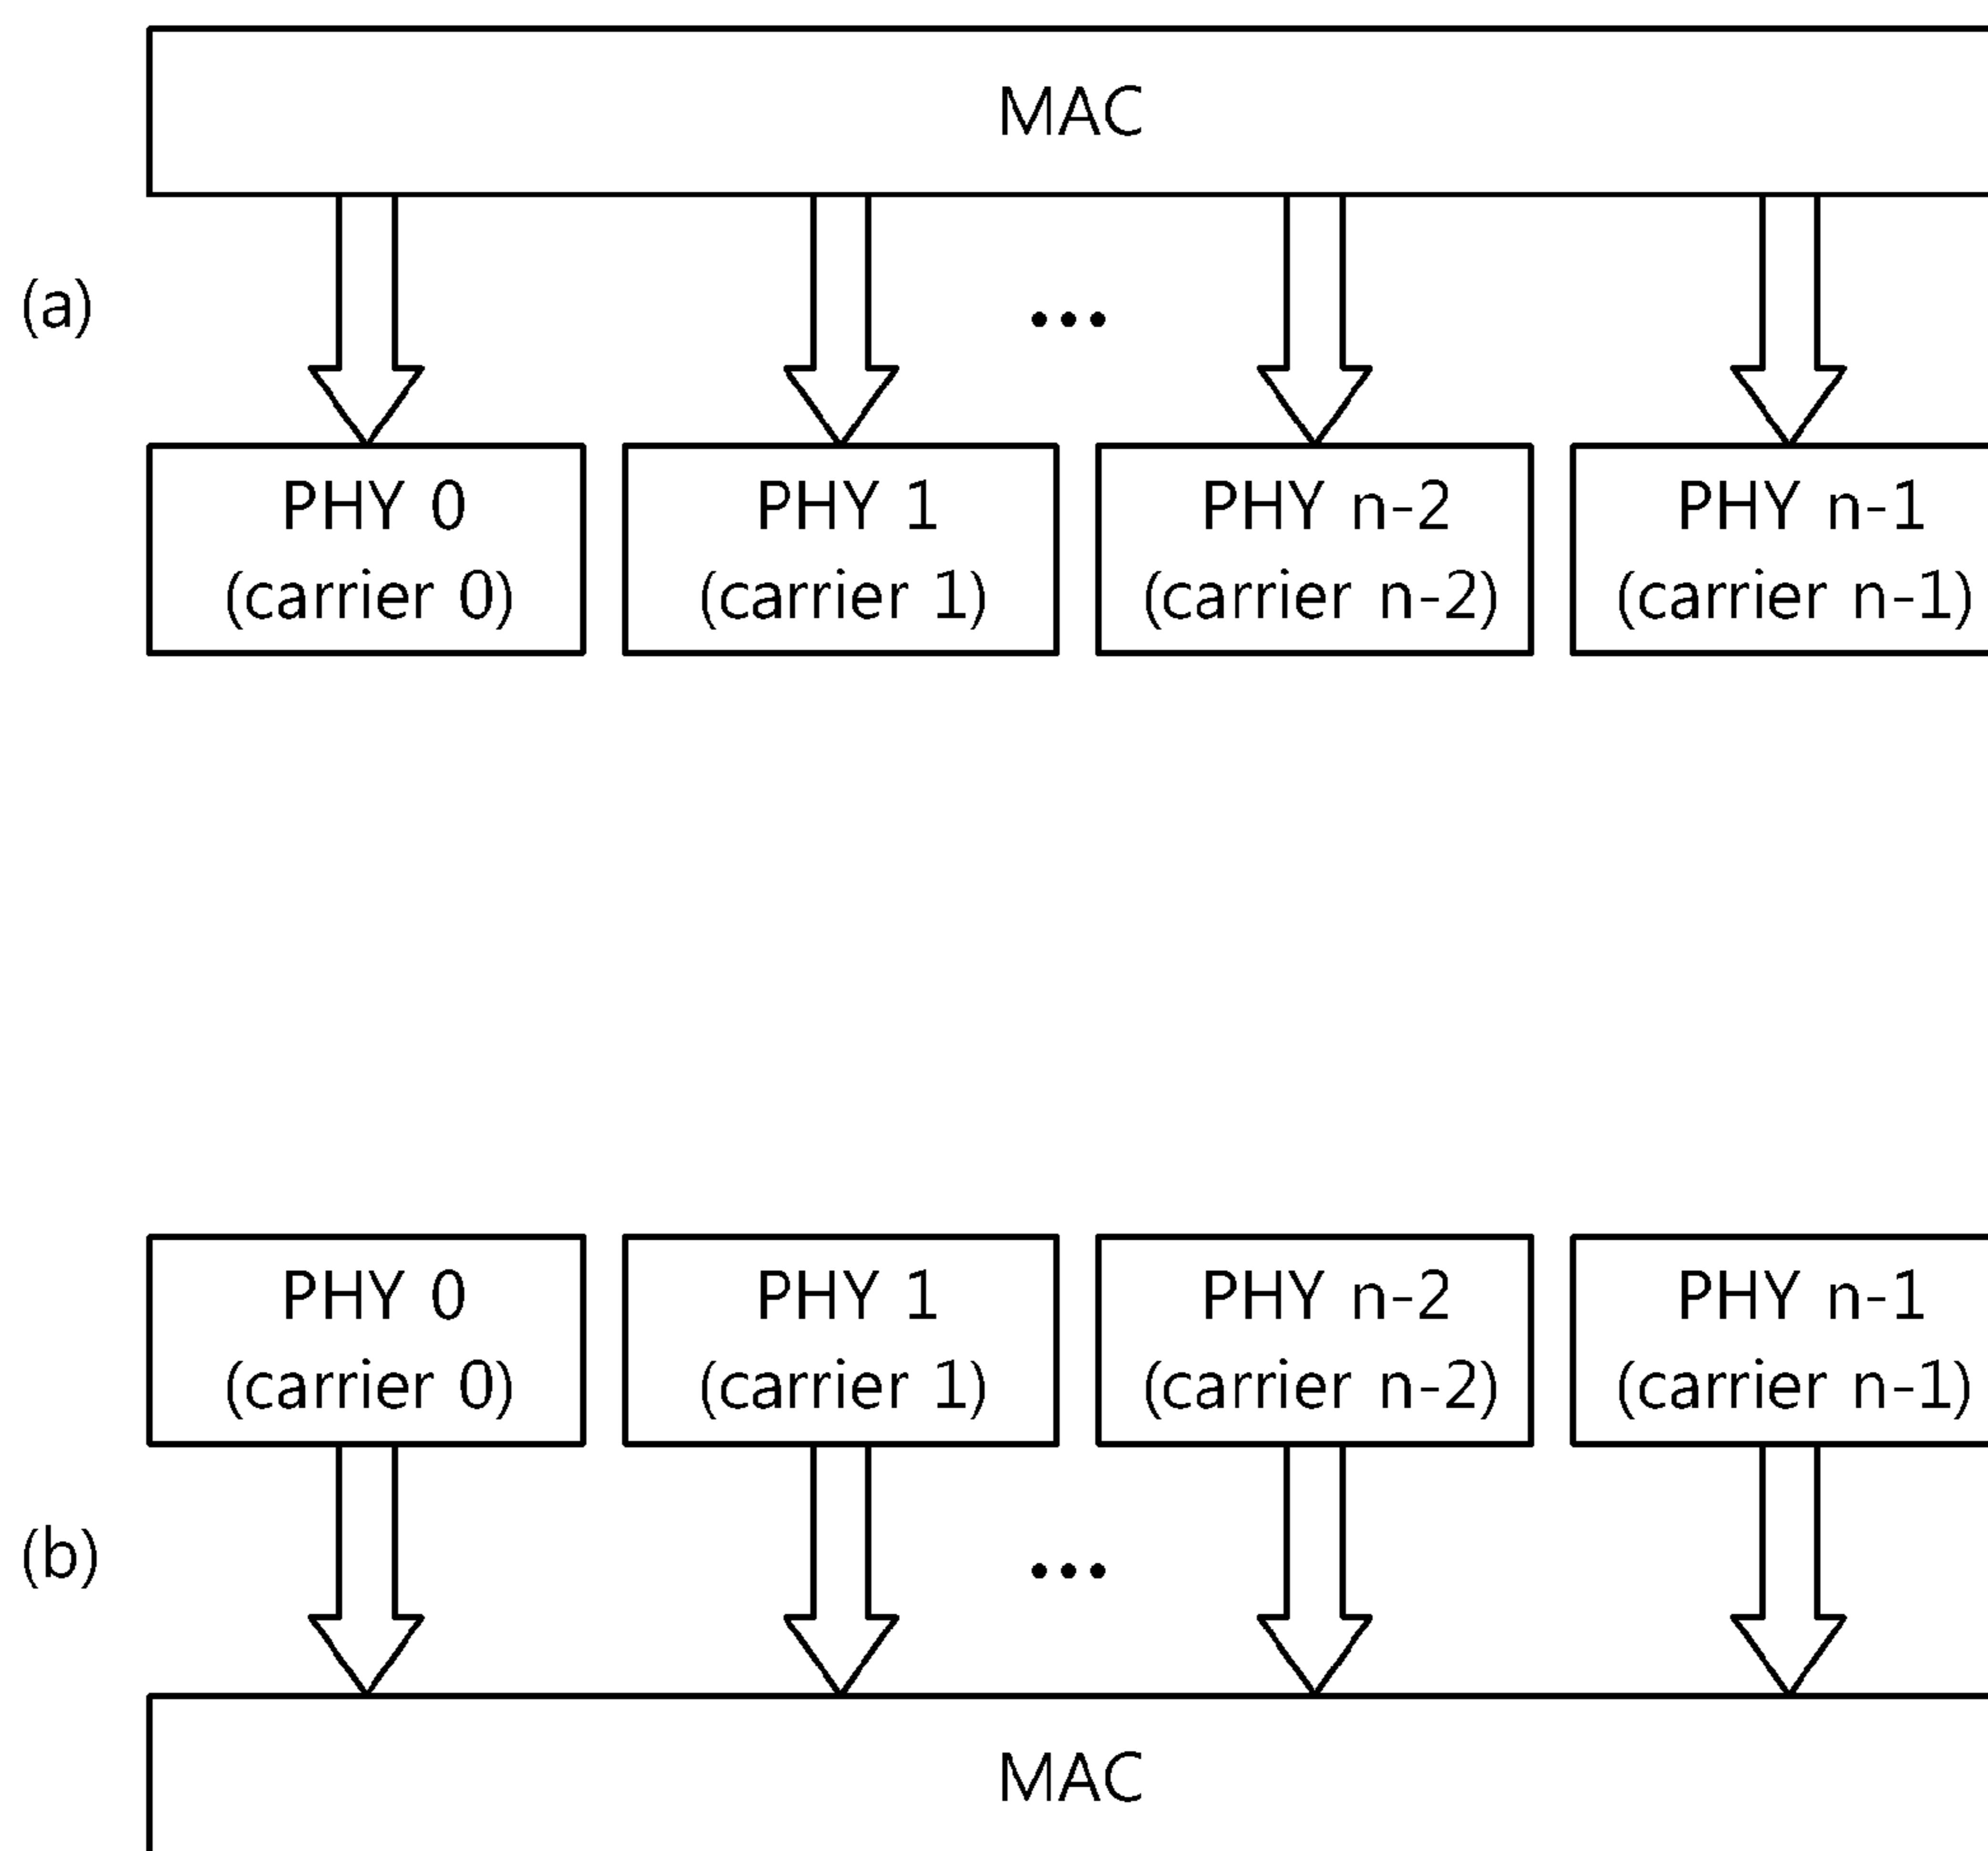 MAC
(a)
...
PHY 0
(carrier 0)
PHY 1
(carrier 1)
PHY n-2
(carrier n-2)
PHY n-1
(carrier n-1)
PHY 0
(carrier 0)
PHY 1
(carrier 1)
PHY n-2
(carrier n-2)
PHY n-1
(carrier n-1)
(b)
...
MAC